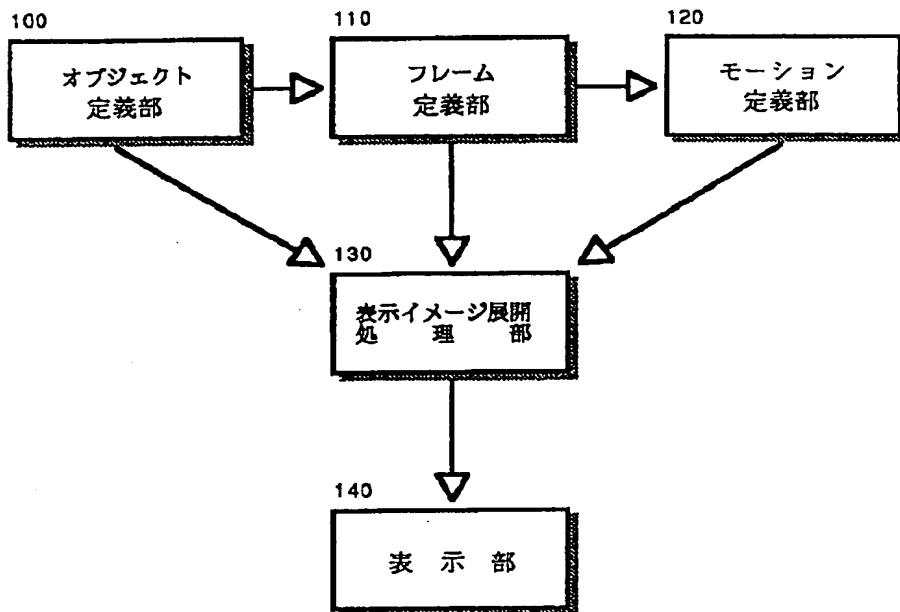 100
オブジェクト
定義部
110
フレーム
定義部
120
モーション
定義部
130
表示イメージ展開
処理部
140
表示部